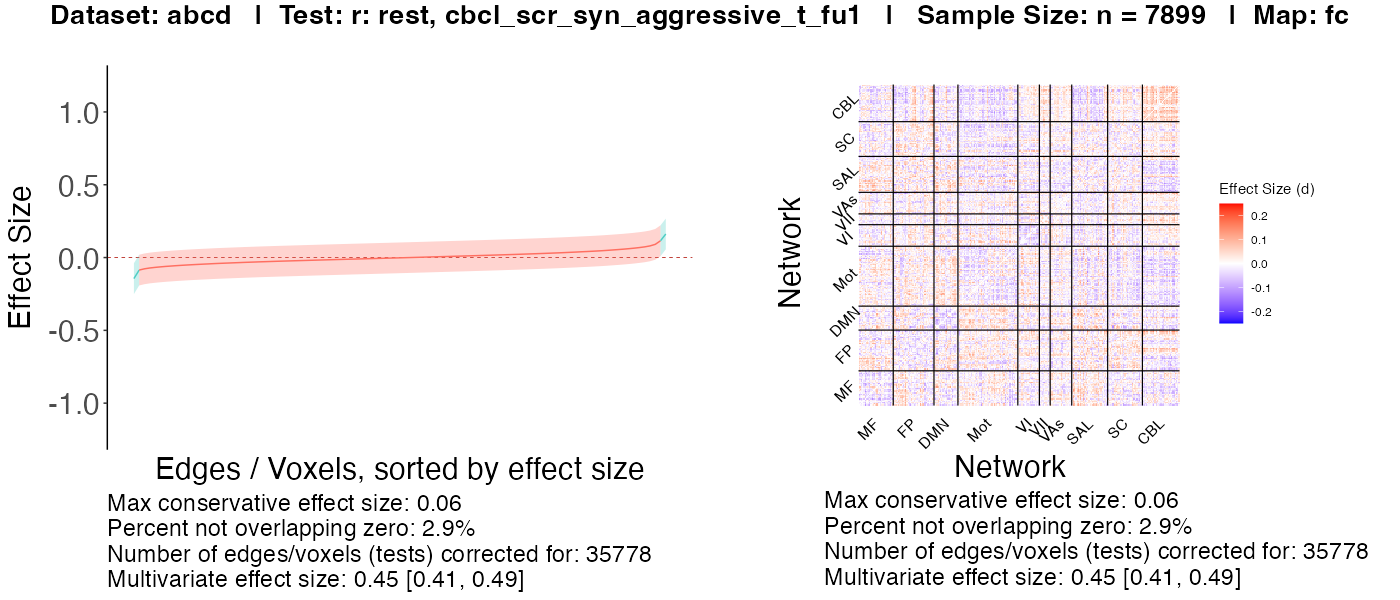 Dataset: abcd | Test: r: rest, cbcl_scr_syn_aggressive_t_fu1 | Sample Size: n = 7899 | Map: fc
Effect Size
1.0
0.5
0.0
-0.5
-1.0
Edges / Voxels, sorted by effect size
Max conservative effect size: 0.06
Percent not overlapping zero: 2.9%
Number of edges/voxels (tests) corrected for: 35778
Multivariate effect size: 0.45 [0.41, 0.49]
Network
CBL
SC
SAL
VAs
VII
VI
Mot
DMN
FP
MF
MF
FP
DMN
Mot
VI
VII
VAs
SAL
SC
CBL
Network
Effect Size (d)
0.2
0.1
0.0
-0.1
-0.2
Max conservative effect size: 0.06
Percent not overlapping zero: 2.9%
Number of edges/voxels (tests) corrected for: 35778
Multivariate effect size: 0.45 [0.41, 0.49]